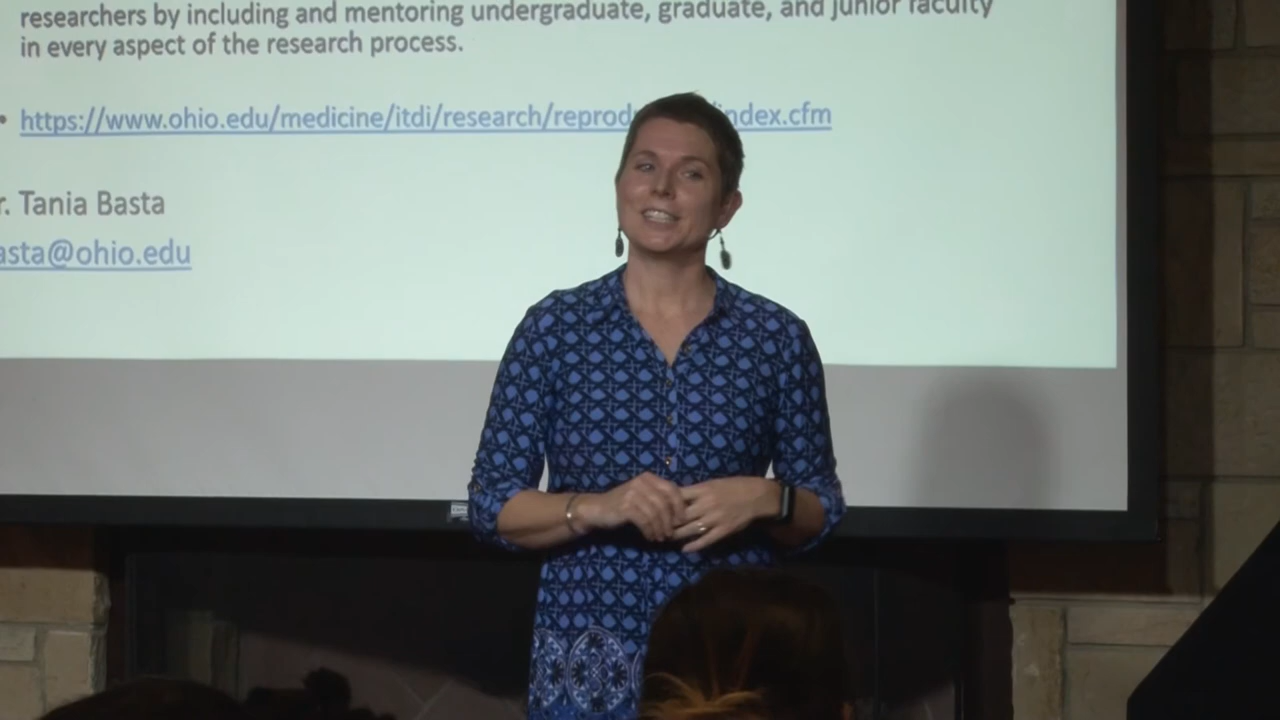 researchers by including and mentoring undergraduate, graduate, and junior faculty
in every aspect of the research process.
• https://www.ohio.edu/medicine/itdi/research/reprod index.cfm
r. Tania Basta
asta@ohio.edu